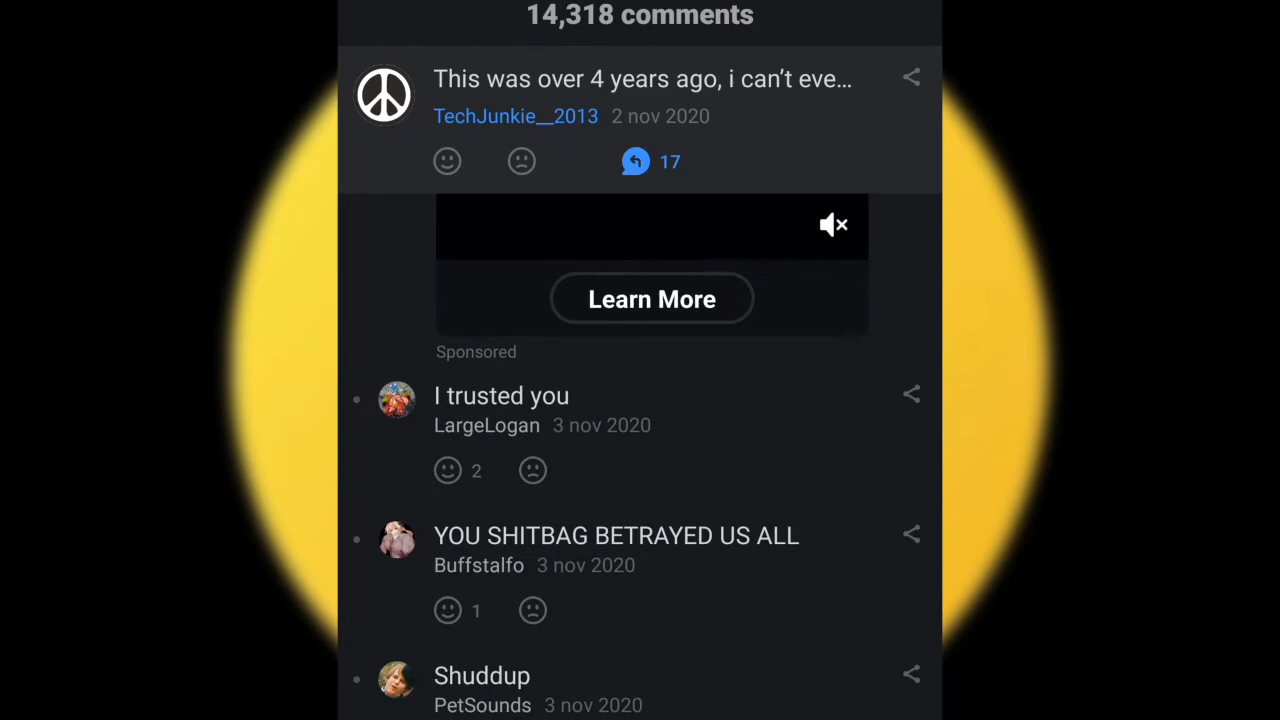 14,318 comments
This was over 4 years ago, i can’t eve...
TechJunkie__2013 2 nov 2020
17
Learn More
Sponsored
I trusted you
LargeLogan 3 nov 2020
2
YOU SHITBAG BETRAYED US ALL
Buffstalfo 3 nov 2020
1
Shuddup
PetSounds 3 nov 2020